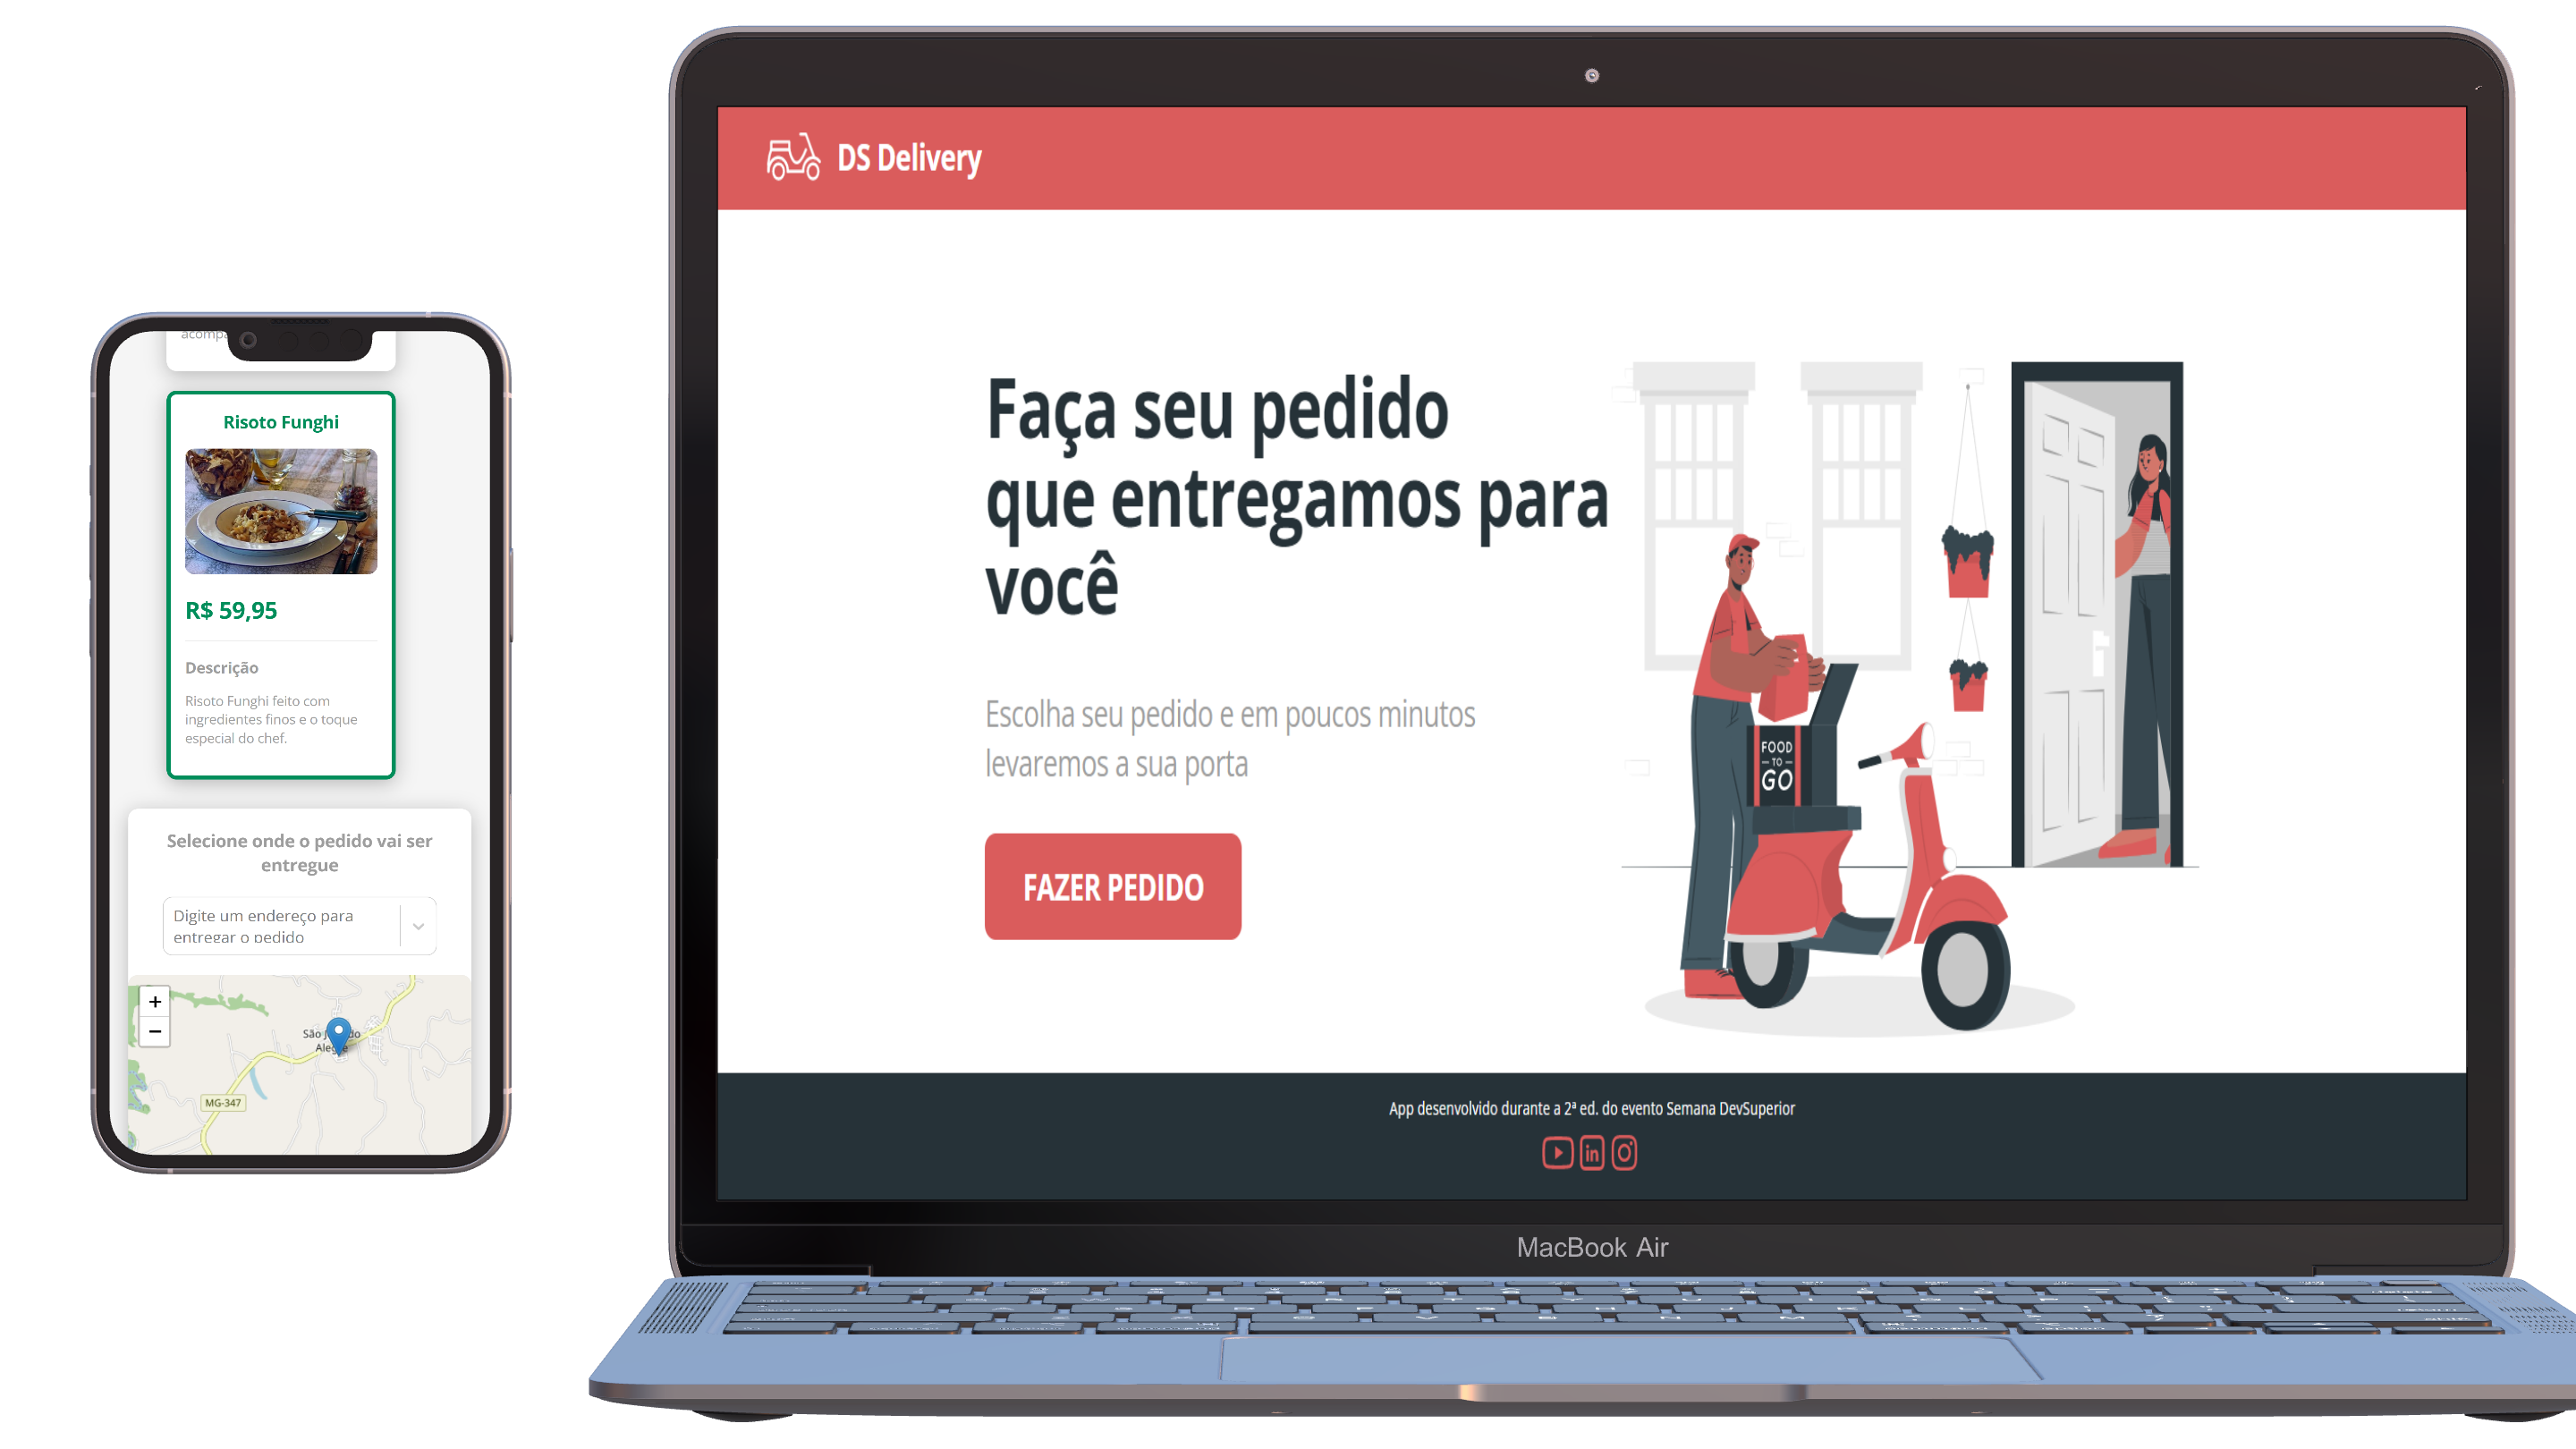 acompa
Risoto Funghi
R$ 59,95
Descrição
Risoto Funghi feito com
ingredientes finos e o toque
especial do chef.
Selecione onde o pedido vai ser
entregue
Digite um endereço para
entregar o pedido
+
−
São J do
Alegre
MG-347
DS Delivery
Faça seu pedido
que entregamos para
você
Escolha seu pedido e em poucos minutos
levaremos a sua porta
FAZER PEDIDO
FOOD
– TO –
GO
App desenvolvido durante a 2ª ed. do evento Semana DevSuperior
in
MacBook Air